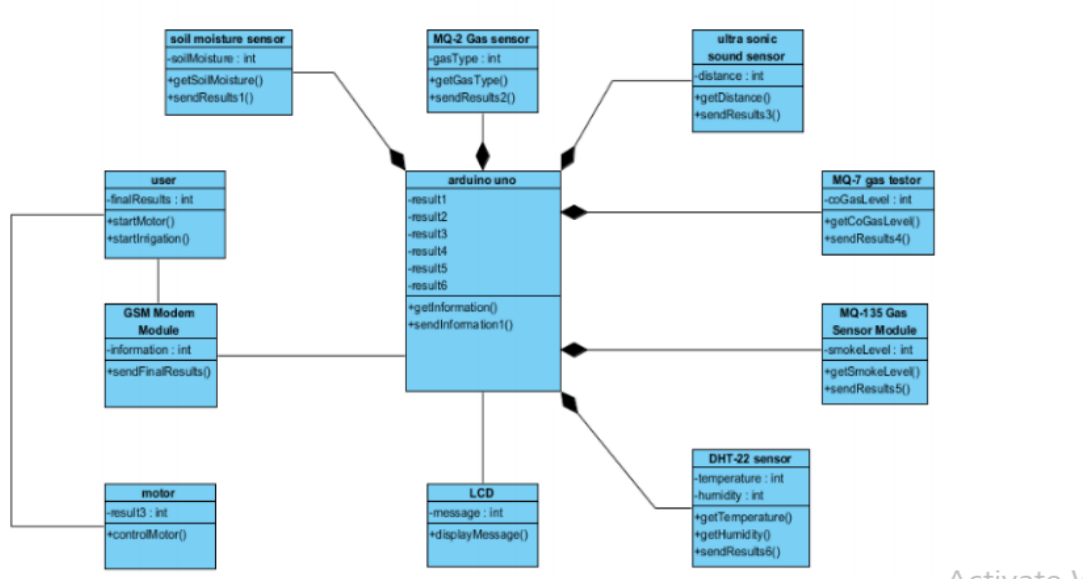 soil moisture sensor
-soilMoisture : int
+getSoilMoisture()
+sendResults1()
MQ-2 Gas sensor
-gasType : int
+getGasType()
+sendResults2()
ultra sonic
sound sensor
-distance : int
+getDistance()
+sendResults3()
user
-finalResults : int
+startMotor()
+startIrrigation()
arduino uno
-result1
-result2
-result3
-result4
-result5
-result6
+getInformation()
+sendInformation1()
MQ-7 gas testor
-coGasLevel : int
+getCoGasLevel()
+sendResults4()
GSM Modem
Module
-information : int
+sendFinalResults()
MQ-135 Gas
Sensor Module
-smokeLevel : int
+getSmokeLevel()
+sendResults5()
motor
-result3 : int
+controlMotor()
LCD
-message : int
+displayMessage()
DHT-22 sensor
-temperature : int
-humidity : int
+getTemperature()
+getHumidity()
+sendResults6()